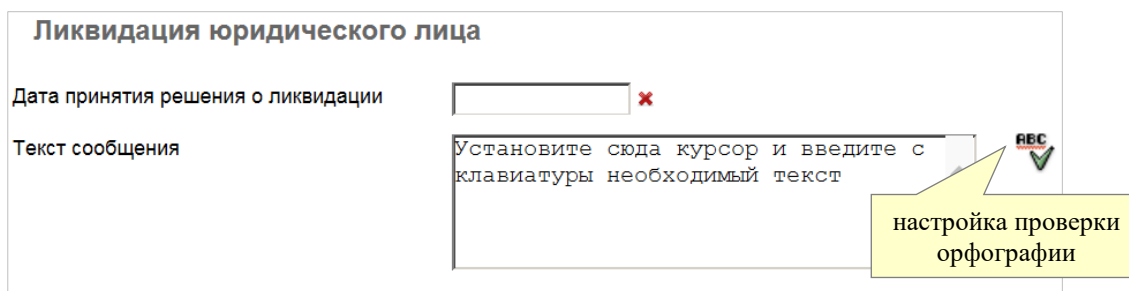 Ликвидация юридического лица
Дата принятия решения о ликвидации
Текст сообщения
Установите сюда курсор и введите с
клавиатуры необходимый текст
ABC
настройка проверки
орфографии